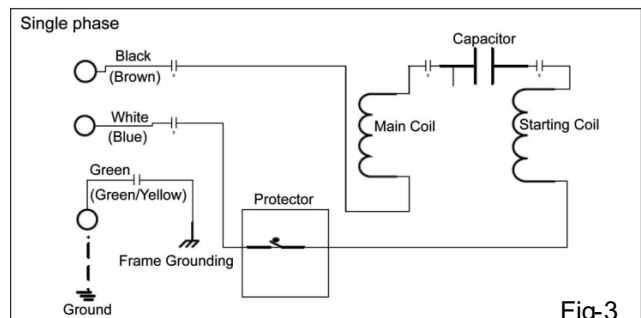 Single phase
Black
(Brown)
White
(Blue)
Green
(Green/Yellow)
Ground
Frame Grounding
Protector
Main Coil
Capacitor
Starting Coil
Fig-3